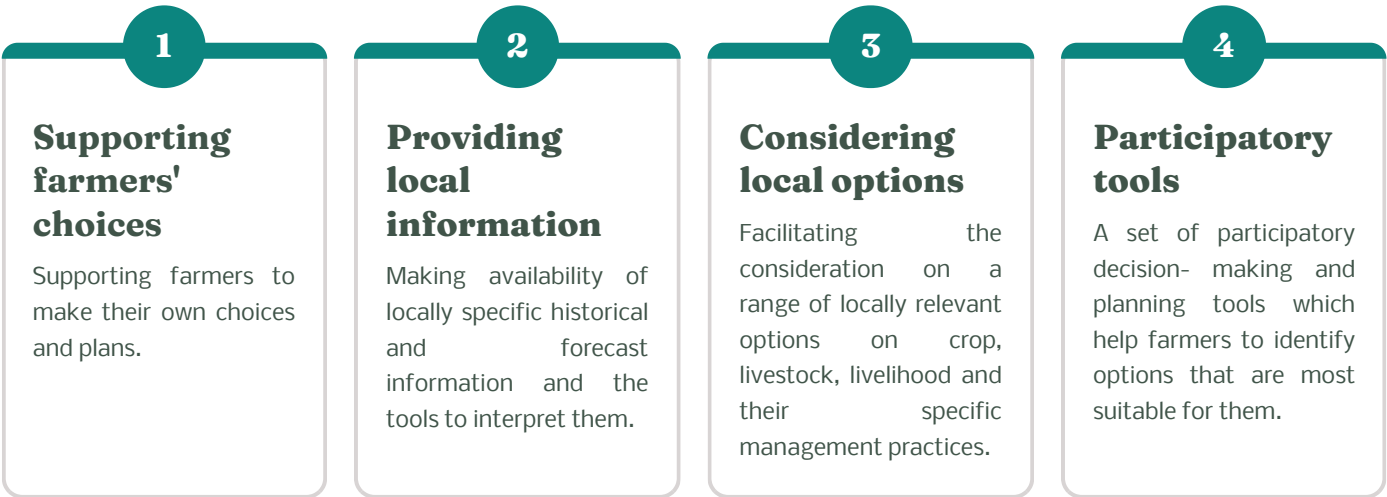 1
Supporting
farmers'
choices
Supporting farmers to
make their own choices
and plans.
2
Providing
local
information
Making availability of
locally specific historical
and forecast
information and the
tools to interpret them.
3
Considering
local options
Facilitating the
consideration on a
range of locally relevant
options on crop,
livestock, livelihood and
their specific
management practices.
4
Participatory
tools
A set of participatory
decision- making and
planning tools which
help farmers to identify
options that are most
suitable for them.